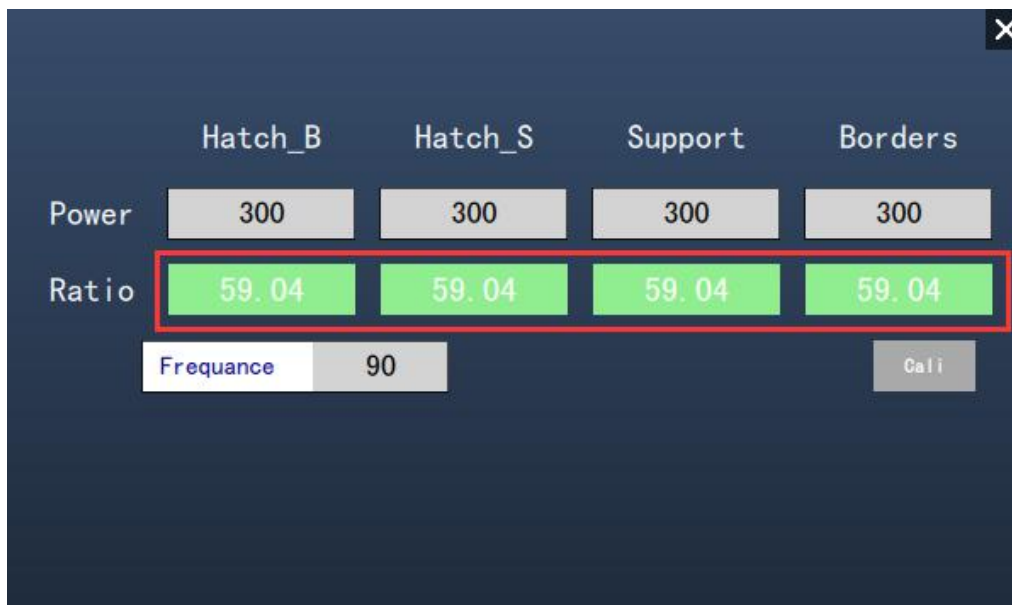 Hatch_B Hatch_S Support Borders
Power 300 300 300 300
Ratio 59.04 59.04 59.04 59.04
Frequance 90 Cali